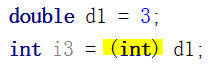 double d1 = 3;
int i3 = (int) d1;